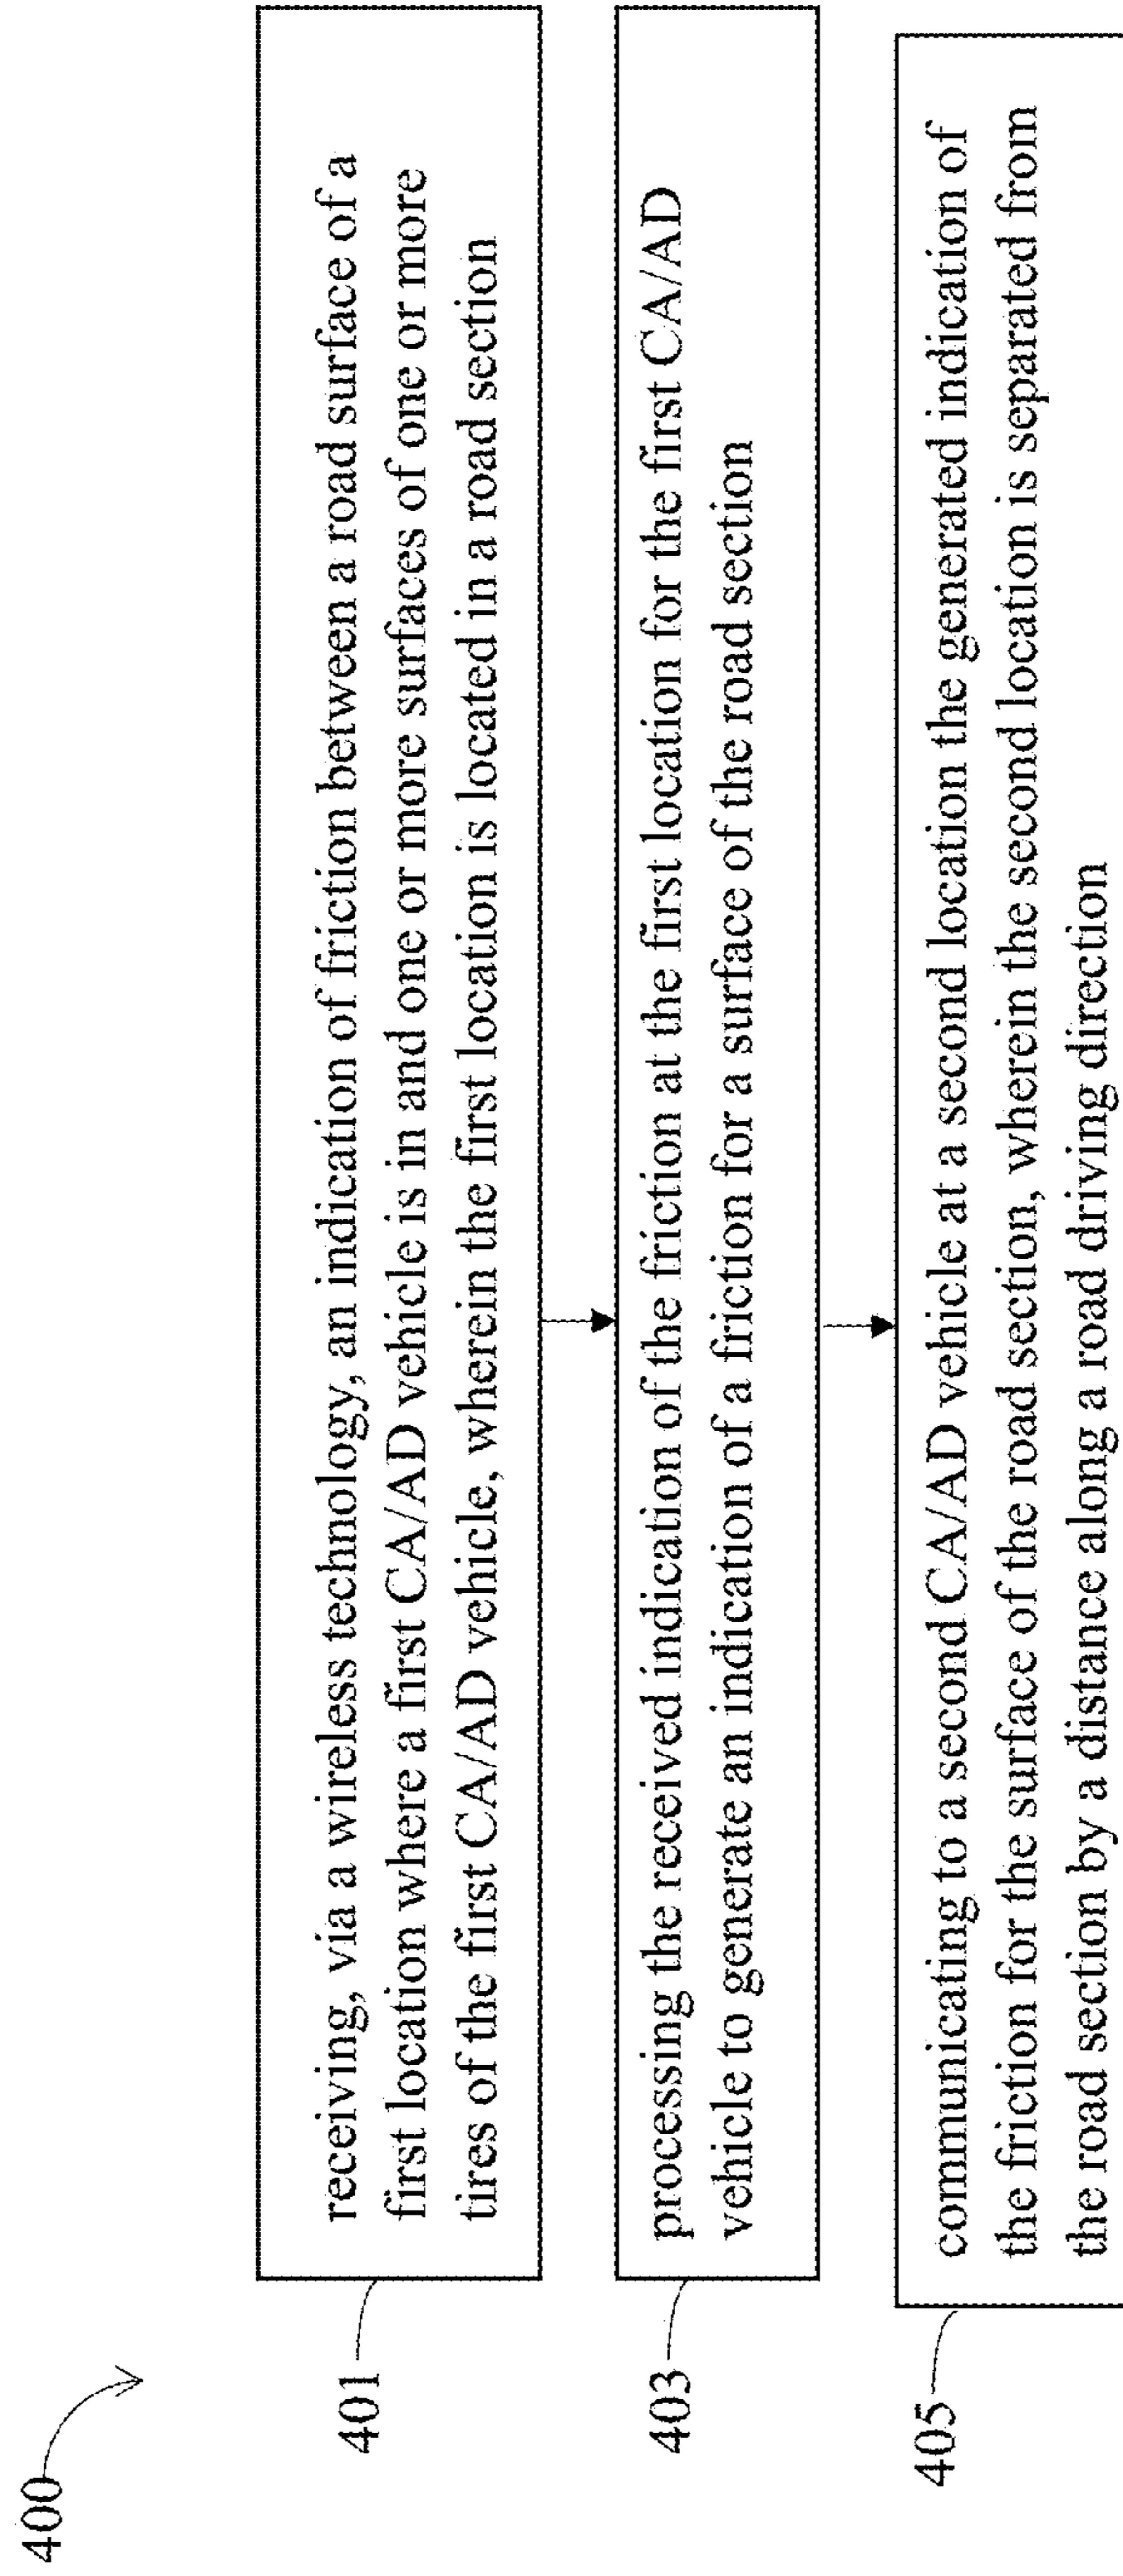 400
401
receiving, via a wireless technology, an indication of friction between a road surface of a
first location where a first CA/AD vehicle is in and one or more surfaces of one or more
tires of the first CA/AD vehicle, wherein the first location is located in a road section
403
processing the received indication of the friction at the first location for the first CA/AD
vehicle to generate an indication of a friction for a surface of the road section
405
communicating to a second CA/AD vehicle at a second location the generated indication of
the friction for the surface of the road section, wherein the second location is separated from
the road section by a distance along a road driving direction